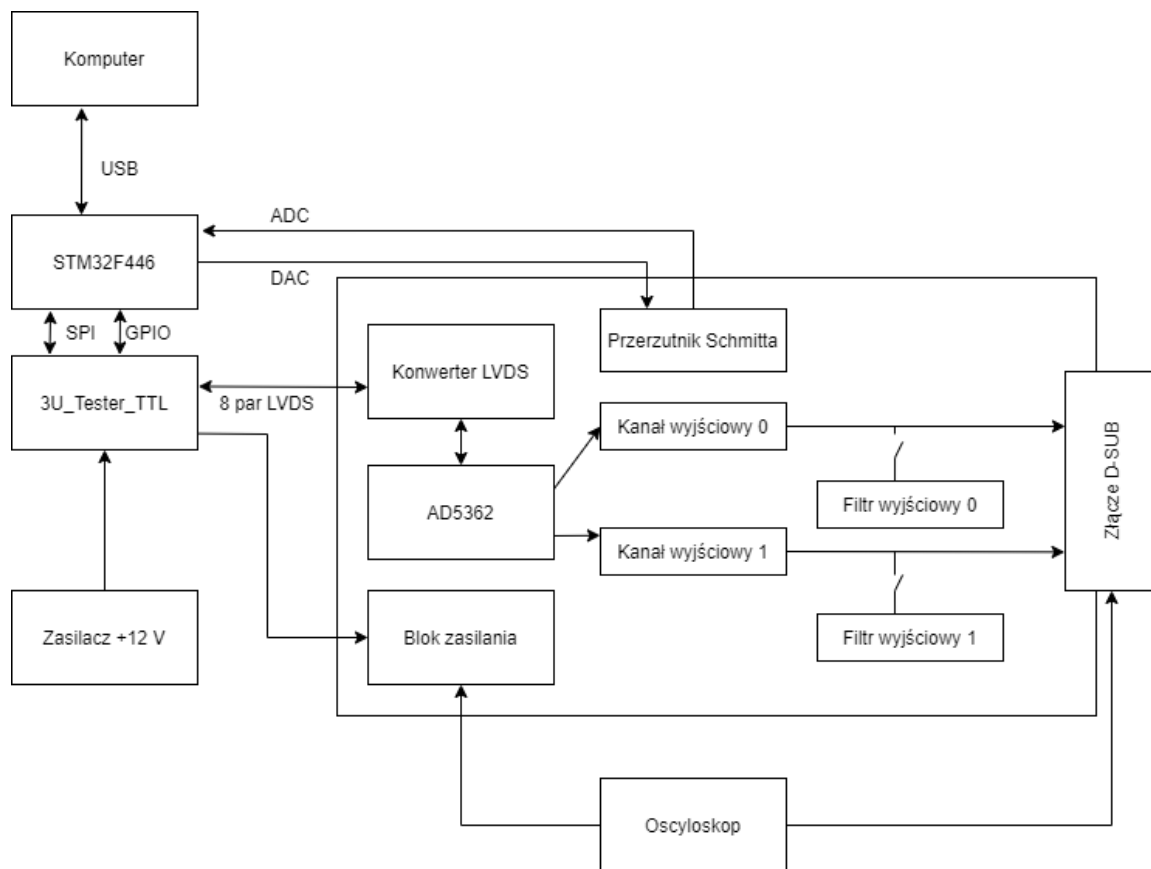 Komputer
USB
ADC
STM32F446
DAC
SPI
GPIO
Przerzutnik Schmitta
Konwerter LVDS
3U_Tester_TTL
8 par LVDS
Kanał wyjściowy 0
Złącze D-SUB
AD5362
Filtr wyjściowy 0
Kanał wyjściowy 1
Zasilacz +12 V
Blok zasilania
Filtr wyjściowy 1
Oscyloskop